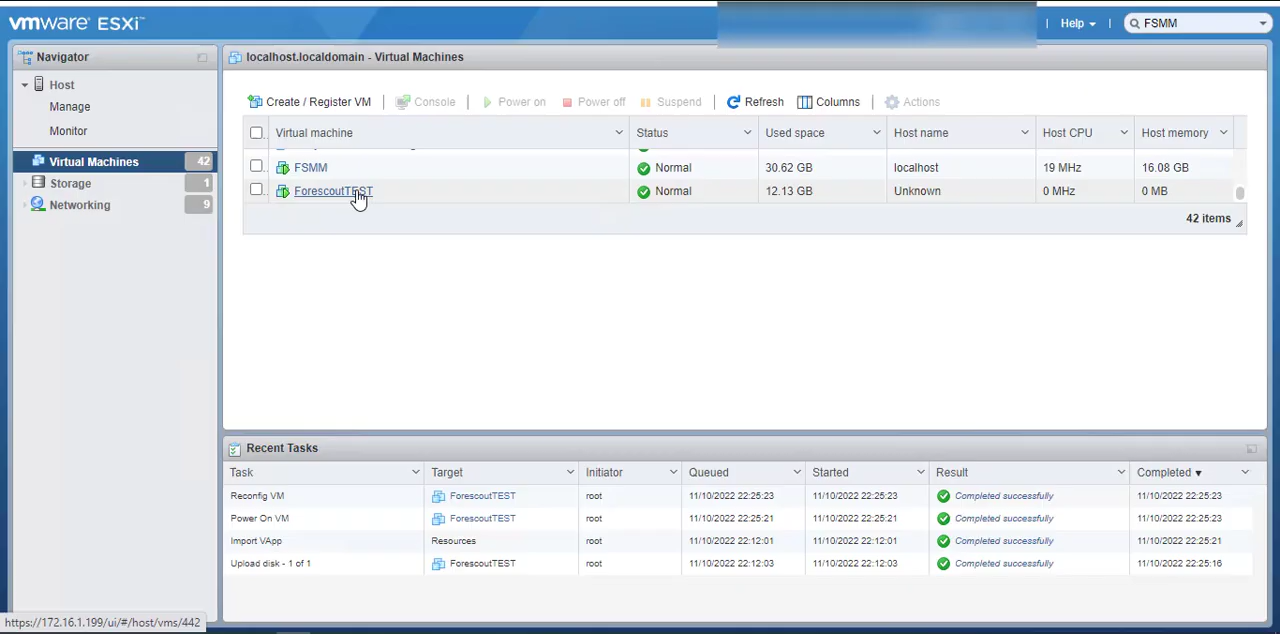 vmware ESXi™
Help
FSMM
Navigator
Host
Manage
Monitor
Virtual Machines 42
Storage 1
Networking 9
localhost.localdomain - Virtual Machines
Create / Register VM Console Power on Power off Suspend Refresh Columns Actions
Virtual machine Status Used space Host name Host CPU Host memory
FSMM Normal 30.62 GB localhost 19 MHz 16.08 GB
ForescoutTEST Normal 12.13 GB Unknown 0 MHz 0 MB
42 items
Recent Tasks
Task Target Initiator Queued Started Result Completed ▼
Reconfig VM ForescoutTEST root 11/10/2022 22:25:23 11/10/2022 22:25:23 Completed successfully 11/10/2022 22:25:23
Power On VM ForescoutTEST root 11/10/2022 22:25:21 11/10/2022 22:25:21 Completed successfully 11/10/2022 22:25:23
Import VApp Resources root 11/10/2022 22:12:01 11/10/2022 22:12:01 Completed successfully 11/10/2022 22:25:21
Upload disk - 1 of 1 ForescoutTEST root 11/10/2022 22:12:03 11/10/2022 22:12:03 Completed successfully 11/10/2022 22:25:16
https://172.16.1.199/ui/#/host/vms/442